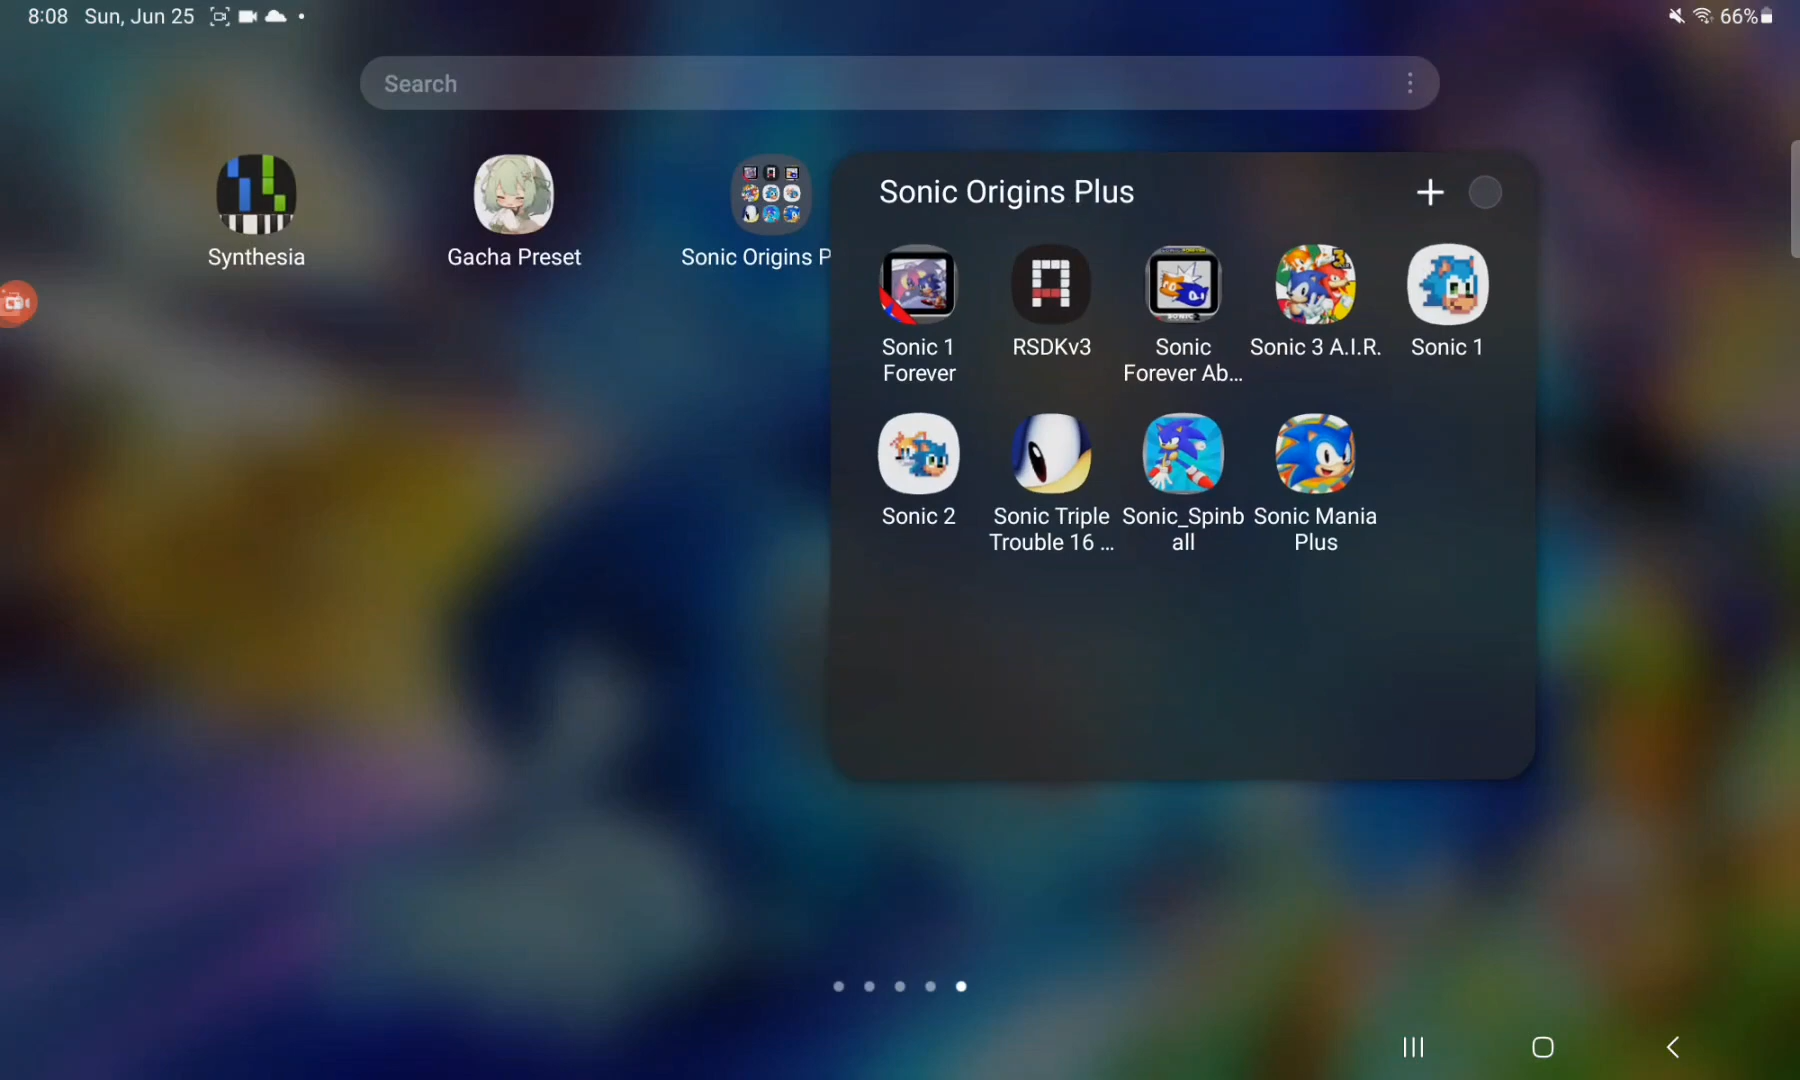 8:08 Sun, Jun 25
66%
Search
Synthesia
Gacha Preset
Sonic Origins P
Sonic Origins Plus
Sonic 1
Forever
RSDKv3
Sonic
Forever Ab...
Sonic 3 A.I.R.
Sonic 1
Sonic 2
Sonic Triple
Trouble 16 ...
Sonic_Spinb
all
Sonic Mania
Plus